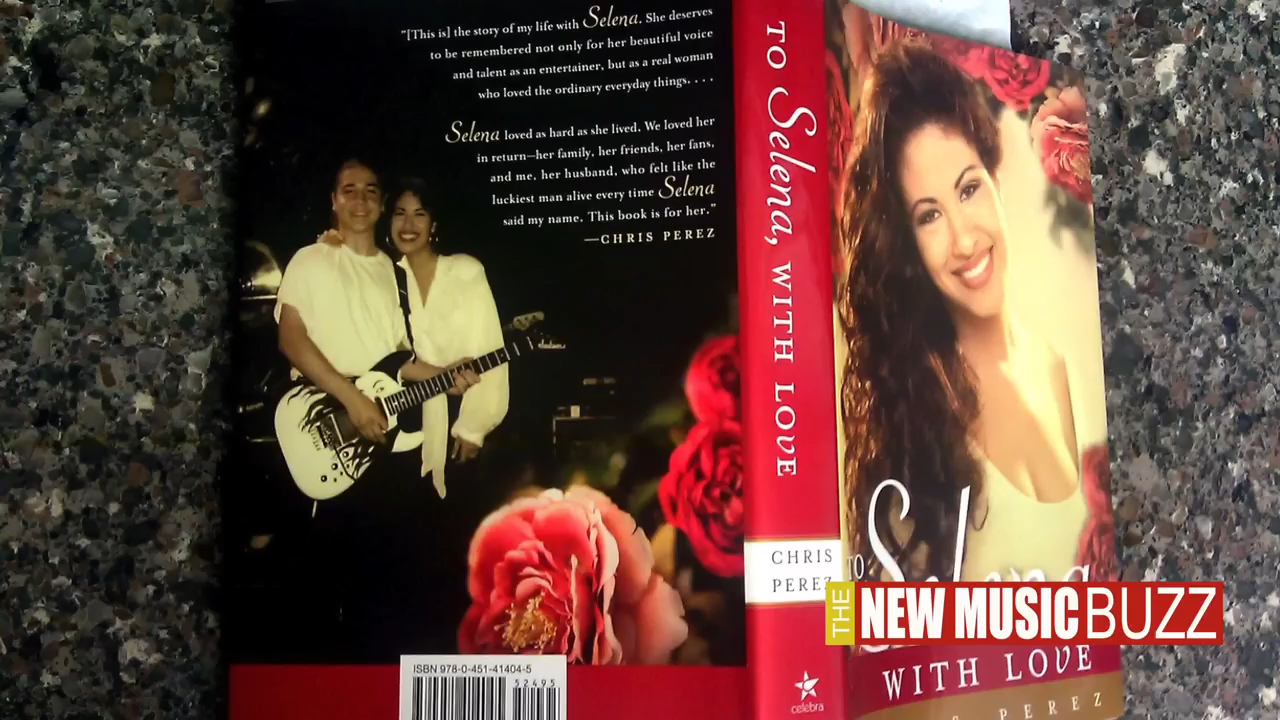 "[This is] the story of my life with Selena. She deserves
to be remembered not only for her beautiful voice
and talent as an entertainer, but as a real woman
who loved the ordinary everyday things. . . .
Selena loved as hard as she lived. We loved her
in return—her family, her friends, her fans,
and me, her husband, who felt like the
luckiest man alive every time Selena
said my name. This book is for her."
—CHRIS PEREZ
ISBN 978-0-451-41404-5
52495
TO Selena, WITH LOVE
CHRIS
PEREZ
celebra
TO
Selena
WITH LOVE
PEREZ
THE NEW MUSIC BUZZ